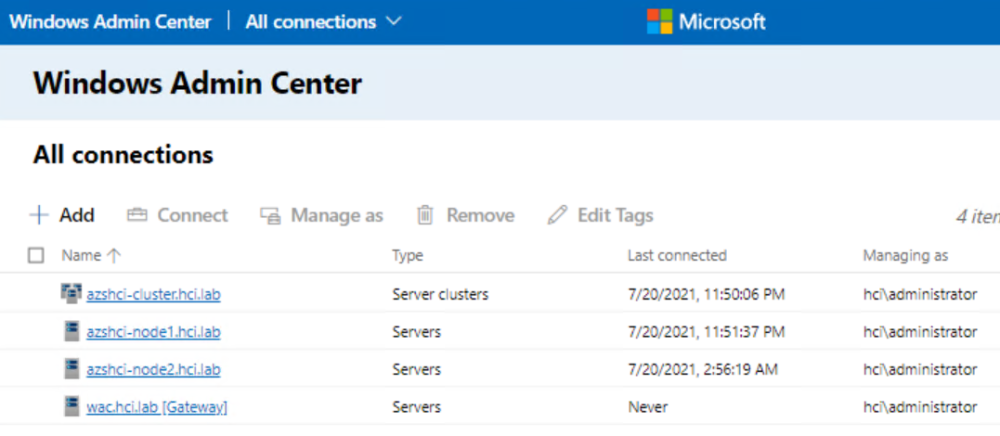 Windows Admin Center | All connections Microsoft
Windows Admin Center
All connections
Add Connect Manage as Remove Edit Tags 4
Name Type Last connected Managing as
azshci-cluster.hci.lab Server clusters 7/20/2021, 11:50:06 PM hci\administrator
azshci-node1.hci.lab Servers 7/20/2021, 11:51:37 PM hci\administrator
azshci-node2.hci.lab Servers 7/20/2021, 2:56:19 AM hci\administrator
wac.hci.lab [Gateway] Servers Never hci\administrator